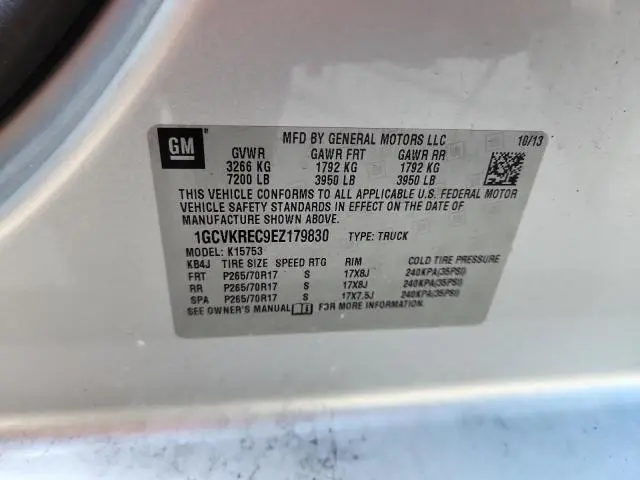 GM ® MFD BY GENERAL MOTORS LLC 10/13
GVWR GAWR FRT GAWR RR
3266 KG 1792 KG 1792 KG
7200 LB 3950 LB 3950 LB
THIS VEHICLE CONFORMS TO ALL APPLICABLE U.S. FEDERAL MOTOR
VEHICLE SAFETY STANDARDS IN EFFECT ON THE DATE OF
MANUFACTURE SHOWN ABOVE.
1GCVKREC9EZ179830 TYPE: TRUCK
MODEL: K15753
KB4J TIRE SIZE SPEED RTG RIM COLD TIRE PRESSURE
FRT P265/70R17 S 17X8J 240KPA(35PSI)
RR P265/70R17 S 17X8J 240KPA(35PSI)
SPA P265/70R17 S 17X7.5J 240KPA(35PSI)
SEE OWNER'S MANUAL FOR MORE INFORMATION.